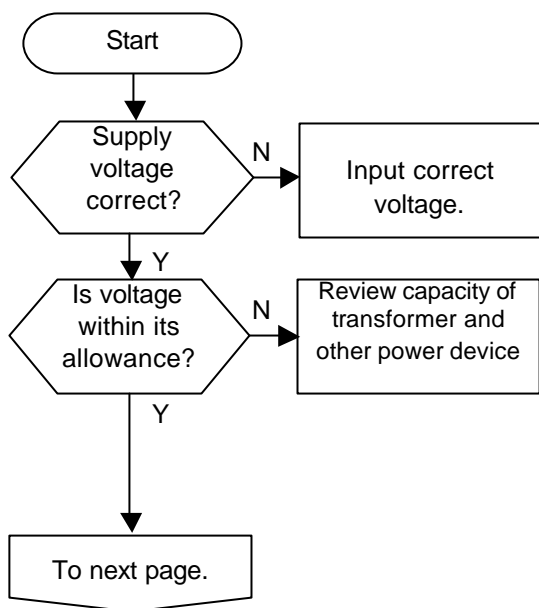 Start
Supply
voltage
correct?
N
Input correct
voltage.
Y
Is voltage
within its
allowance?
N
Review capacity of
transformer and
other power device
Y
To next page.